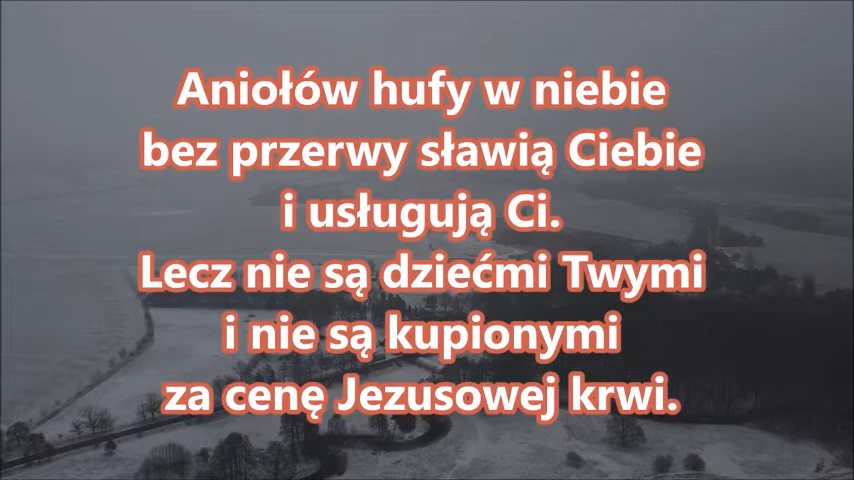 Aniołów hufy w niebie
bez przerwy sławią Ciebie
i usługują Ci.
Lecz nie są dziećmi Twymi
i nie są kupionymi
za cenę Jezusowej krwi.